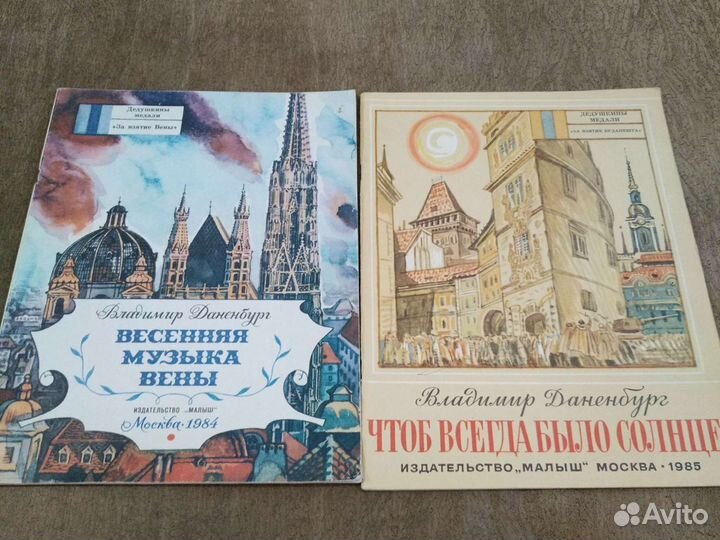 Дедушкины
медали
«За взятие Вены»
Владимир Даненбург
ВЕСЕННЯЯ
МУЗЫКА
ВЕНЫ
ИЗДАТЕЛЬСТВО „МАЛЫШ"
Москва · 1984
ДЕДУШКИНЫ
МЕДАЛИ
«ЗА ВЗЯТИЕ БУДАПЕШТА»
Владимир Даненбург
ЧТОБ ВСЕГДА БЫЛО СОЛНЦЕ
ИЗДАТЕЛЬСТВО „МАЛЫШ" МОСКВА · 1985
Avito